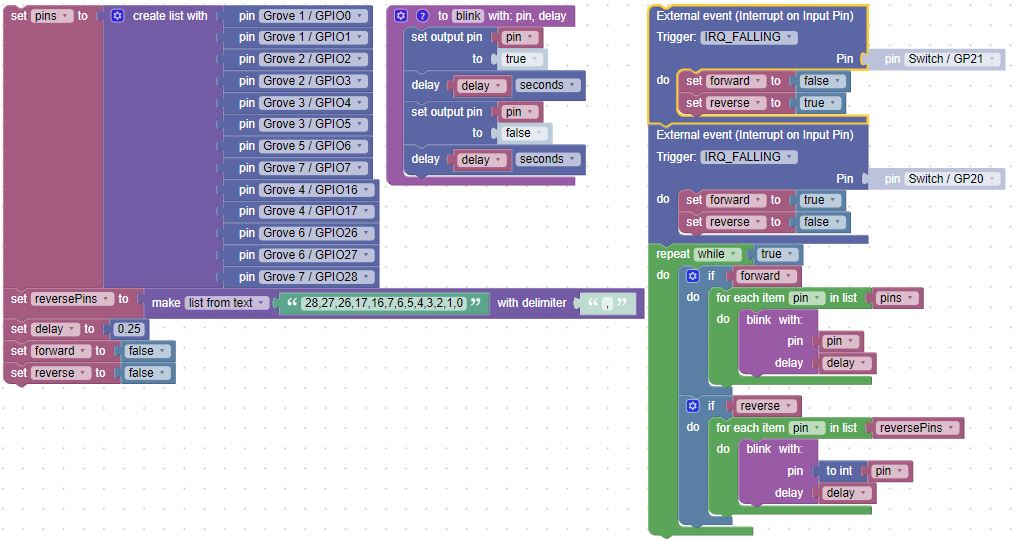 set pins to create list with pin Grove 1 / GPIO0
pin Grove 1 / GPIO1
pin Grove 2 / GPIO2
pin Grove 2 / GPIO3
pin Grove 3 / GPIO4
pin Grove 3 / GPIO5
pin Grove 5 / GPIO6
pin Grove 5 / GPIO7
pin Grove 4 / GPIO16
pin Grove 4 / GPIO17
pin Grove 6 / GPIO26
pin Grove 6 / GPIO27
pin Grove 7 / GPIO28
set reversePins to make list from text “ 28,27,26,17,16,7,6,5,4,3,2,1,0 ” with delimiter “ , ”
set delay to 0.25
set forward to false
set reverse to false
? to blink with: pin, delay
set output pin pin
to true
delay delay seconds
set output pin pin
to false
delay delay seconds
External event (Interrupt on Input Pin)
Trigger: IRQ_FALLING
Pin pin Switch / GP21
do set forward to false
set reverse to true
External event (Interrupt on Input Pin)
Trigger: IRQ_FALLING
Pin pin Switch / GP20
do set forward to true
set reverse to false
repeat while true
do if forward
do for each item pin in list pins
do blink with:
pin pin
delay delay
if reverse
do for each item pin in list reversePins
do blink with:
pin to int pin
delay delay